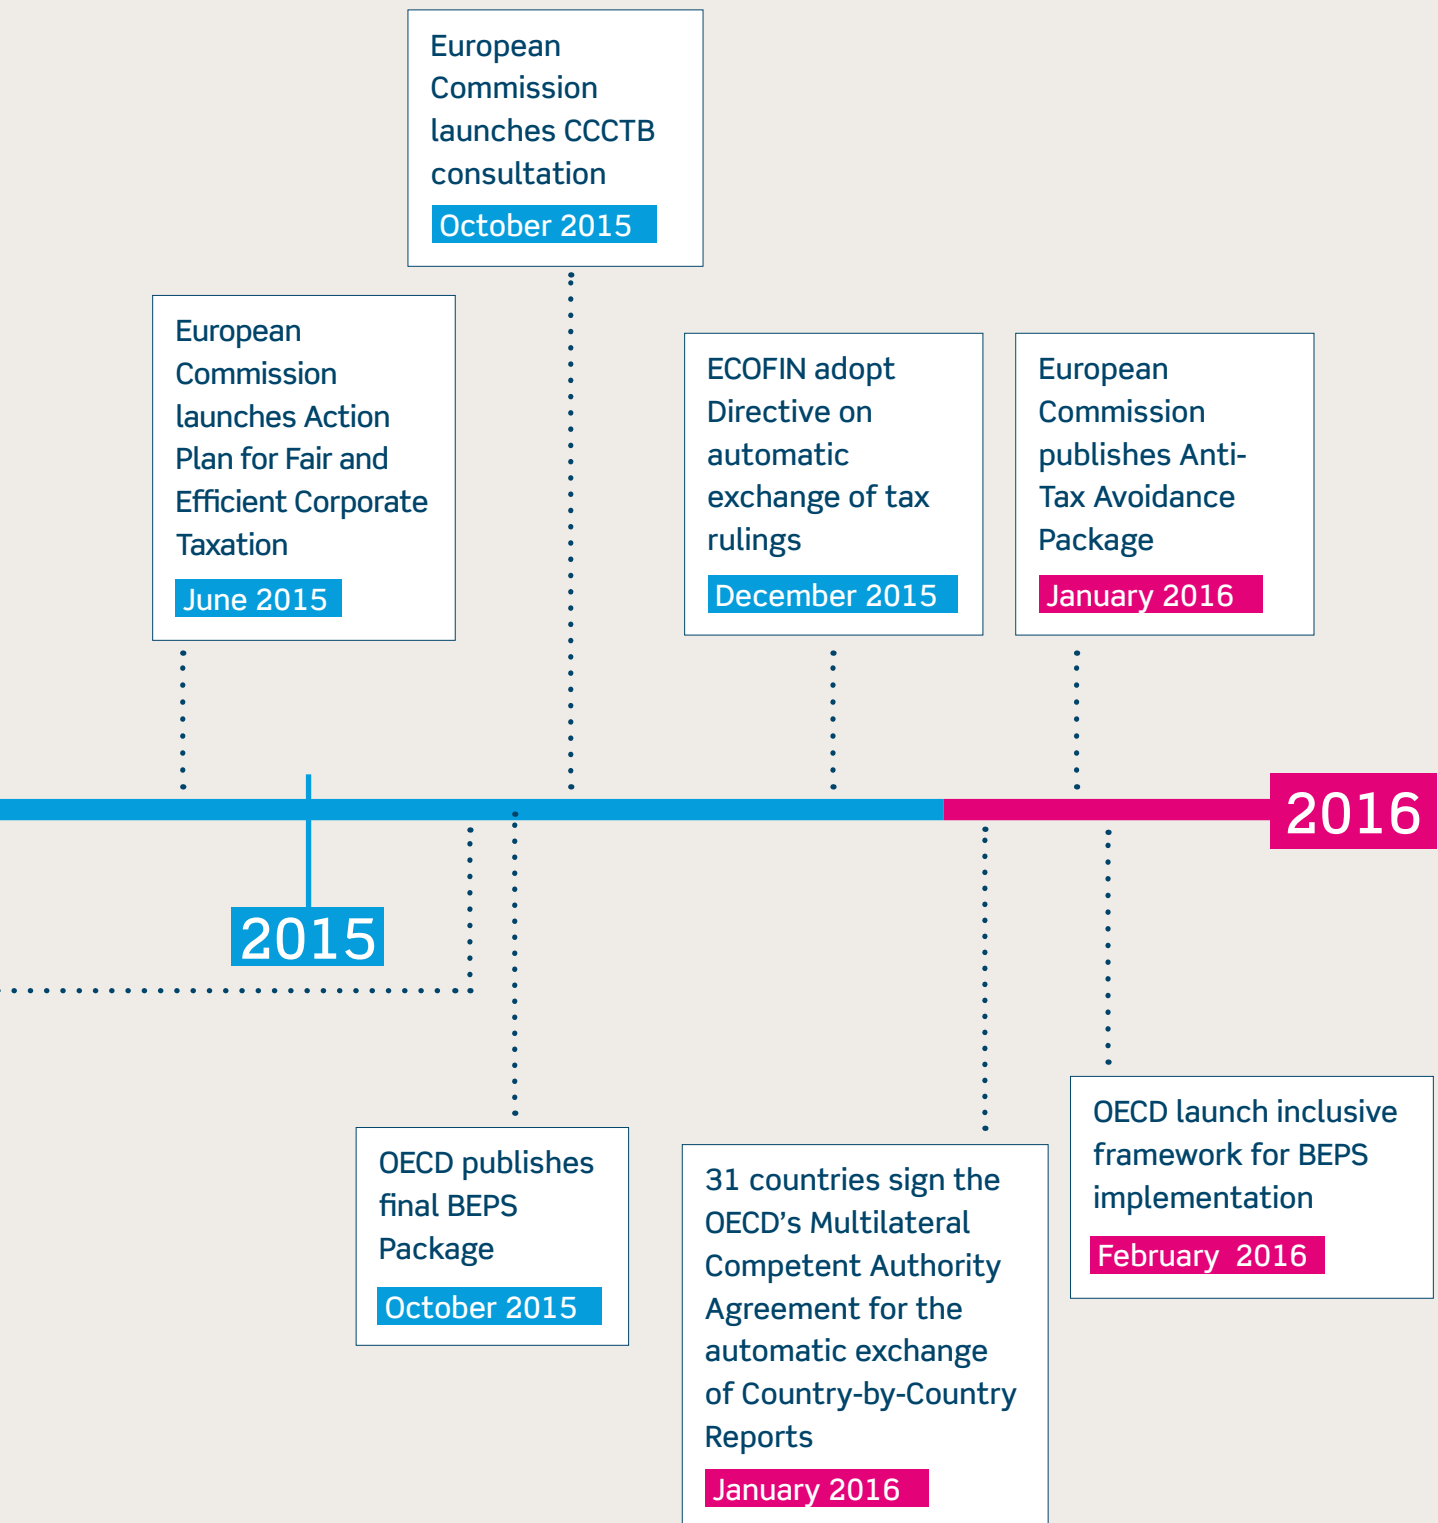 European
Commission
launches CCCTB
consultation
October 2015
European
Commission
launches Action
Plan for Fair and
Efficient Corporate
Taxation
June 2015
ECOFIN adopt
Directive on
automatic
exchange of tax
rulings
December 2015
European
Commission
publishes Anti-
Tax Avoidance
Package
January 2016
2016
2015
OECD publishes
final BEPS
Package
October 2015
31 countries sign the
OECD’s Multilateral
Competent Authority
Agreement for the
automatic exchange
of Country-by-Country
Reports
January 2016
OECD launch inclusive
framework for BEPS
implementation
February 2016